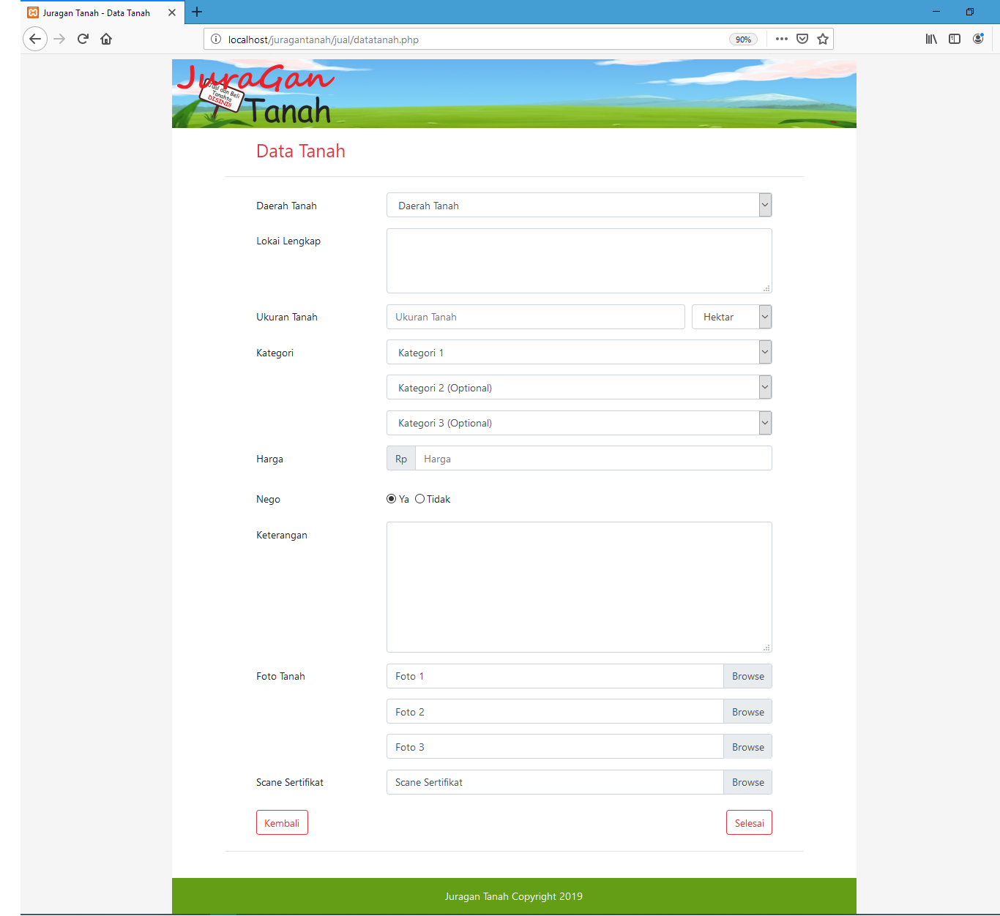 Juragan Tanah - Data Tanah
localhost/juragantanah/jual/datatanah.php 90%
JuraGan
Jual dan Beli
Tanahta
DISINI!!
Tanah
Data Tanah
Daerah Tanah Daerah Tanah
Lokai Lengkap
Ukuran Tanah Ukuran Tanah Hektar
Kategori Kategori 1
Kategori 2 (Optional)
Kategori 3 (Optional)
Harga Rp Harga
Nego Ya Tidak
Keterangan
Foto Tanah Foto 1 Browse
Foto 2 Browse
Foto 3 Browse
Scane Sertifikat Scane Sertifikat Browse
Kembali Selesai
Juragan Tanah Copyright 2019